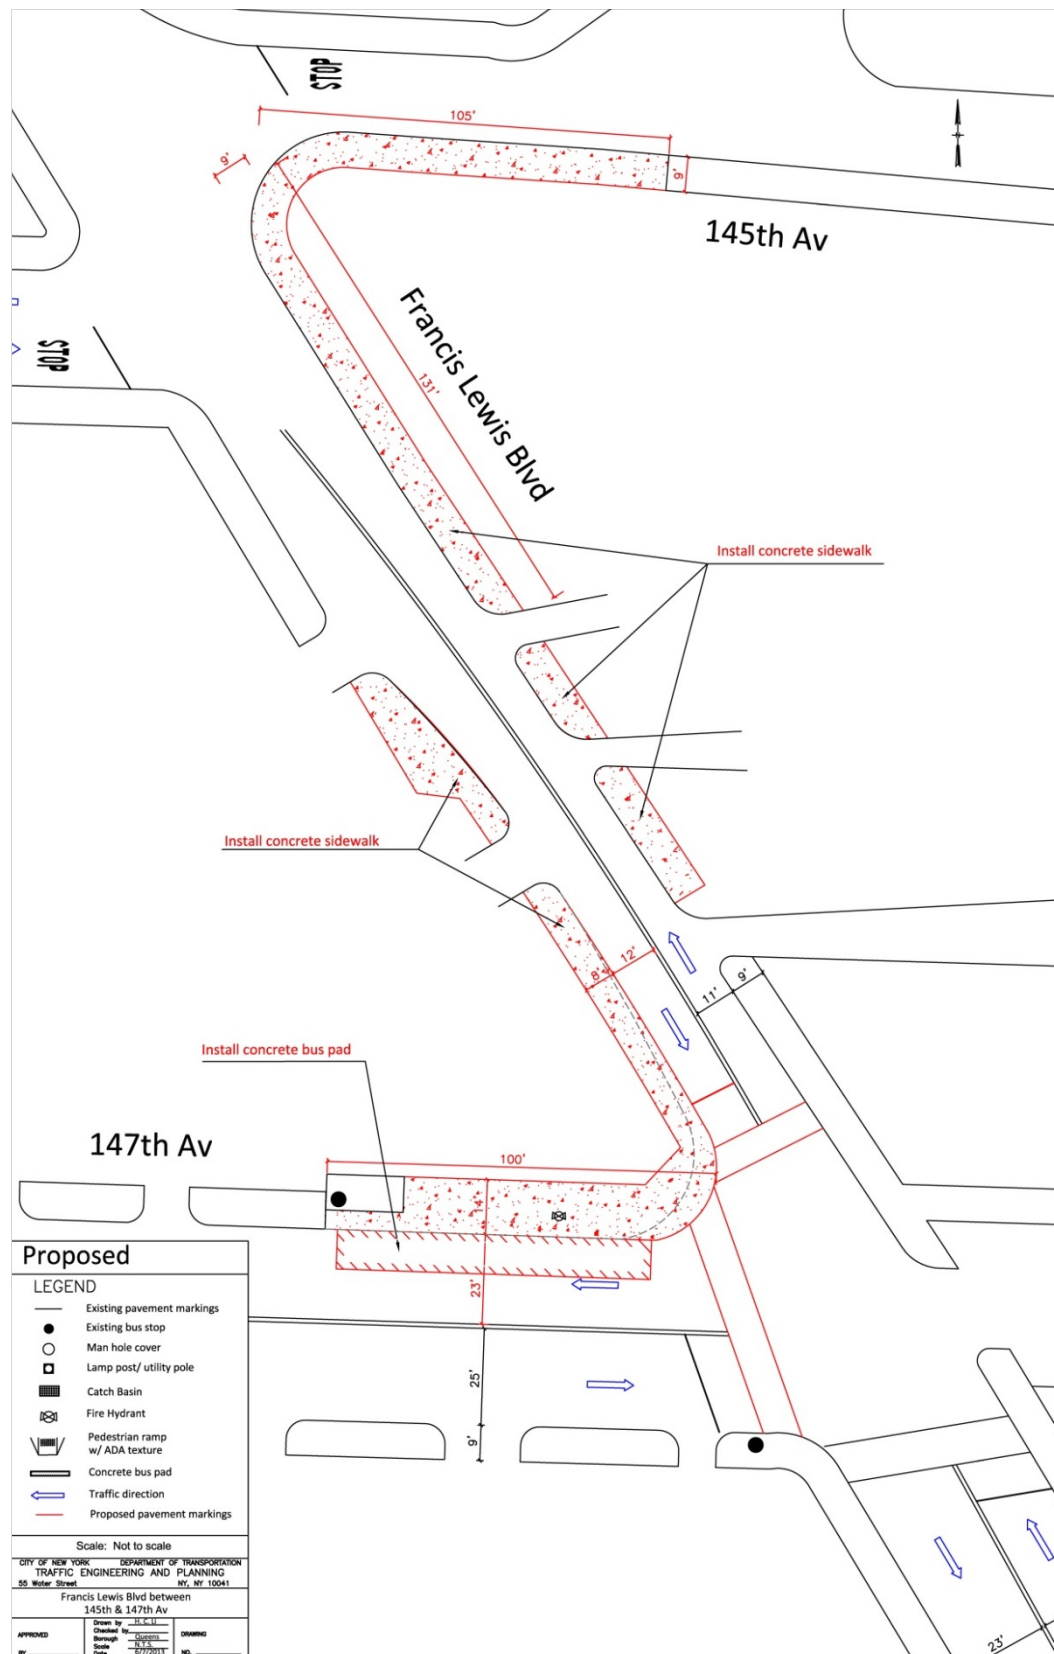 STOP
105'
9'
9'
145th Av
STOP
Francis Lewis Blvd
131'
Install concrete sidewalk
Install concrete sidewalk
12'
8'
9'
11'
Install concrete bus pad
147th Av
100'
14'
23'
25'
9'
23'
Proposed
LEGEND
Existing pavement markings
Existing bus stop
Man hole cover
Lamp post/ utility pole
Catch Basin
Fire Hydrant
Pedestrian ramp
w/ ADA texture
Concrete bus pad
Traffic direction
Proposed pavement markings
Scale: Not to scale
CITY OF NEW YORK DEPARTMENT OF TRANSPORTATION
TRAFFIC ENGINEERING AND PLANNING
55 Water Street NY, NY 10041
Francis Lewis Blvd between
145th & 147th Av
APPROVED
BY
Drawn by H.C.LI
Checked by
Borough Queens
Scale N.T.S.
Date 6/7/2013
DRAWING
NO.